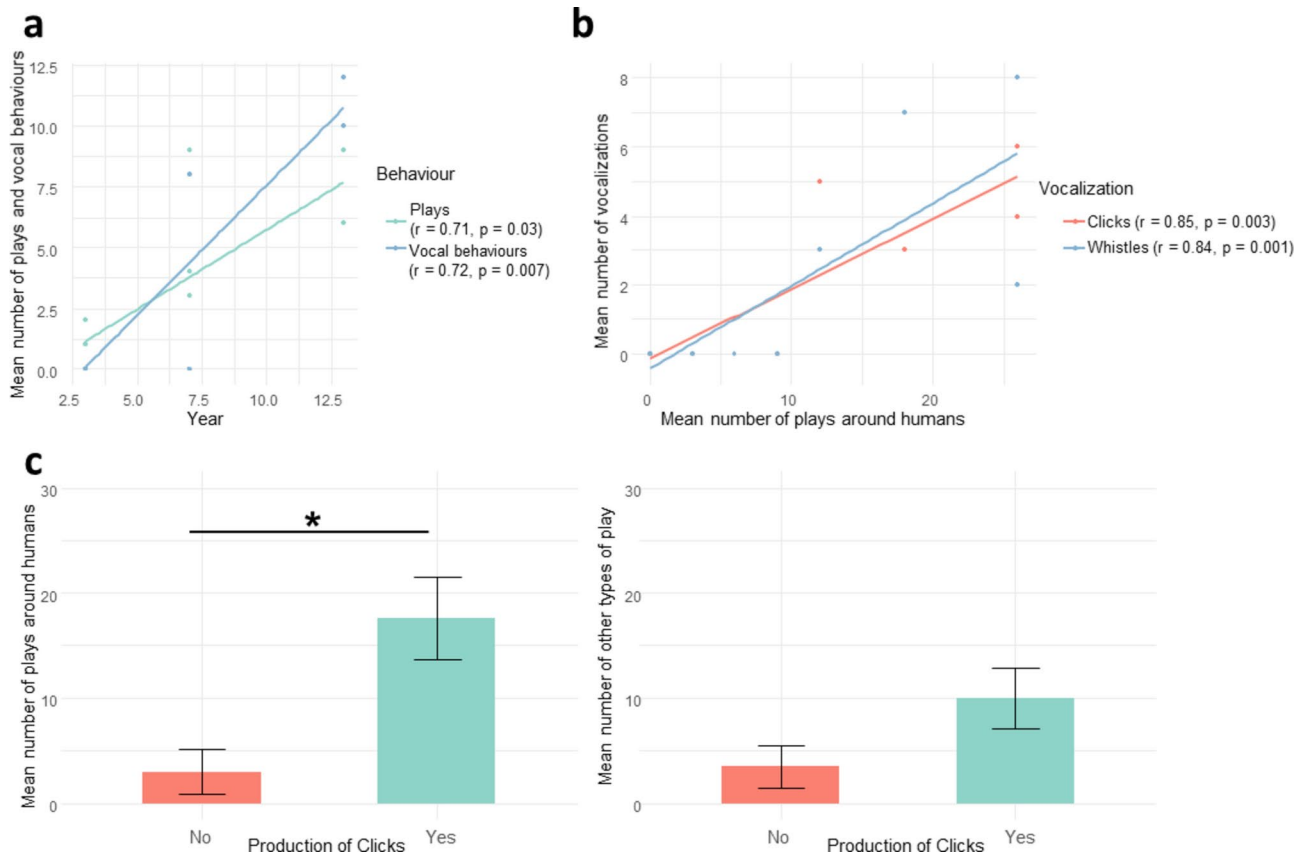 a
Mean number of plays and vocal behaviours
12.5
10.0
7.5
5.0
2.5
0.0
2.5 5.0 7.5 10.0 12.5
Year
Behaviour
Plays
(r = 0.71, p = 0.03)
Vocal behaviours
(r = 0.72, p = 0.007)
b
Mean number of vocalizations
8
6
4
2
0
0 10 20
Mean number of plays around humans
Vocalization
Clicks (r = 0.85, p = 0.003)
Whistles (r = 0.84, p = 0.001)
c
Mean number of plays around humans
30
20
10
0
*
No Yes
Production of Clicks
Mean number of other types of play
30
20
10
0
No Yes
Production of Clicks